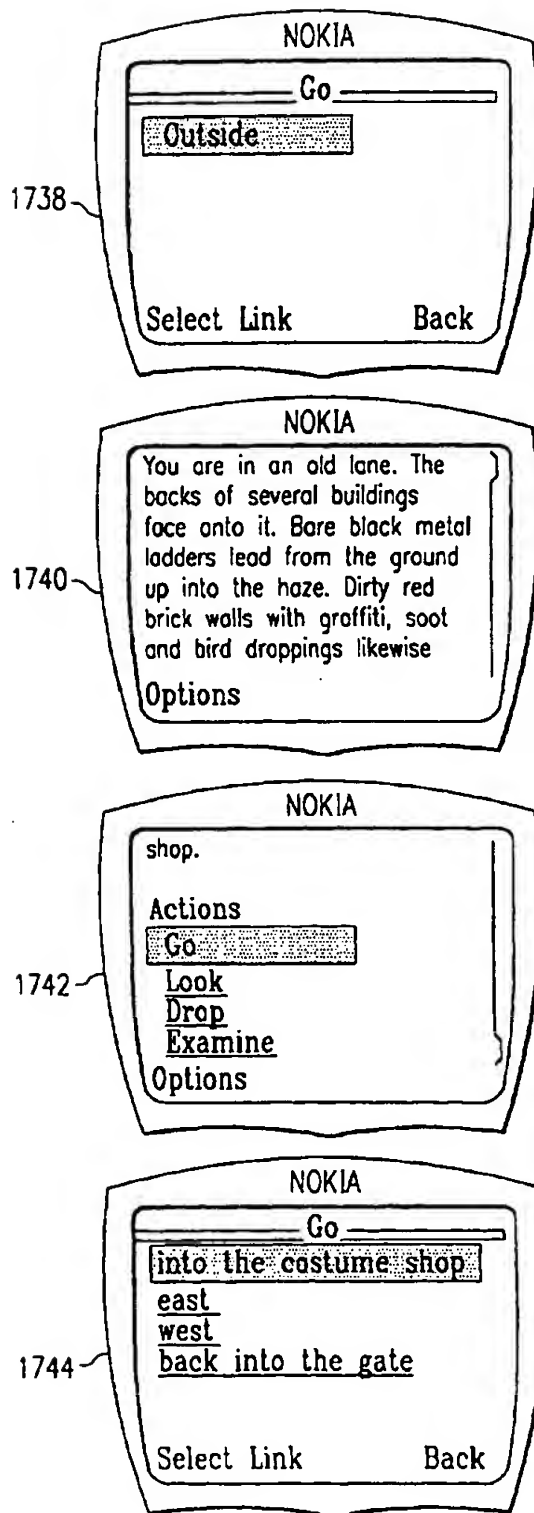 NOKIA
Go
Outside
1738
Select Link Back
NOKIA
You are in an old lane. The
backs of several buildings
face onto it. Bare black metal
ladders lead from the ground
1740
up into the haze. Dirty red
brick walls with graffiti, soot
and bird droppings likewise
Options
NOKIA
shop.
Actions
Go
1742
Look
Drop
Examine
Options
NOKIA
Go
into the costume shop
east
west
1744
back into the gate
Select Link Back